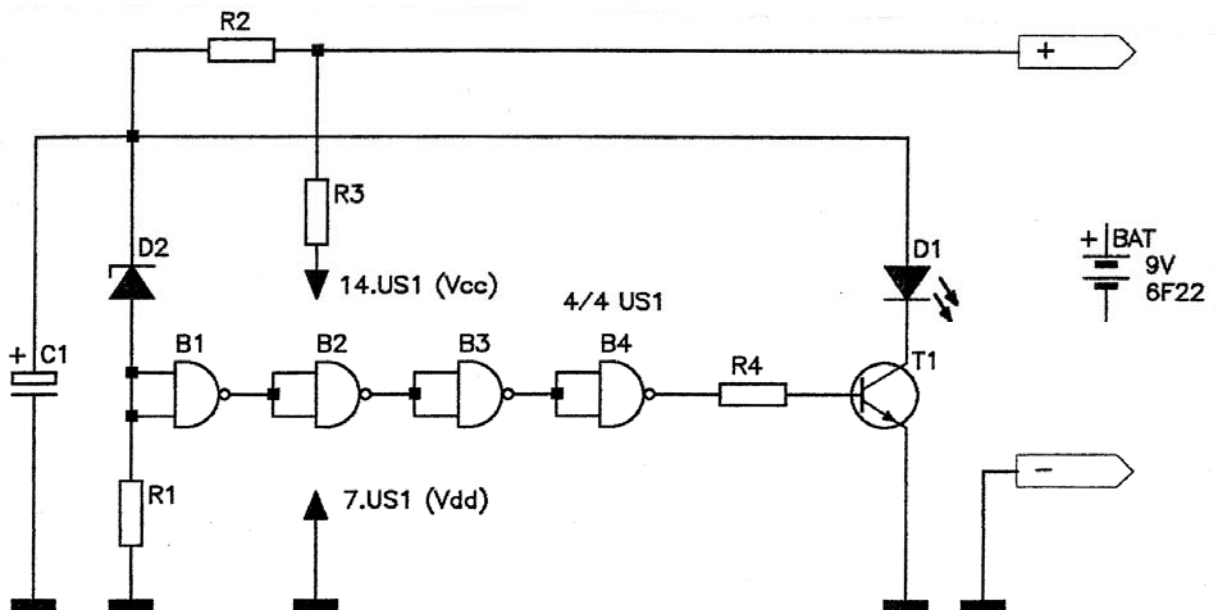 R2
+
R3
D2
14.US1 (Vcc)
4/4 US1
D1
+ BAT
9V
6F22
+ C1
B1
B2
B3
B4
R4
T1
R1
7.US1 (Vdd)
-